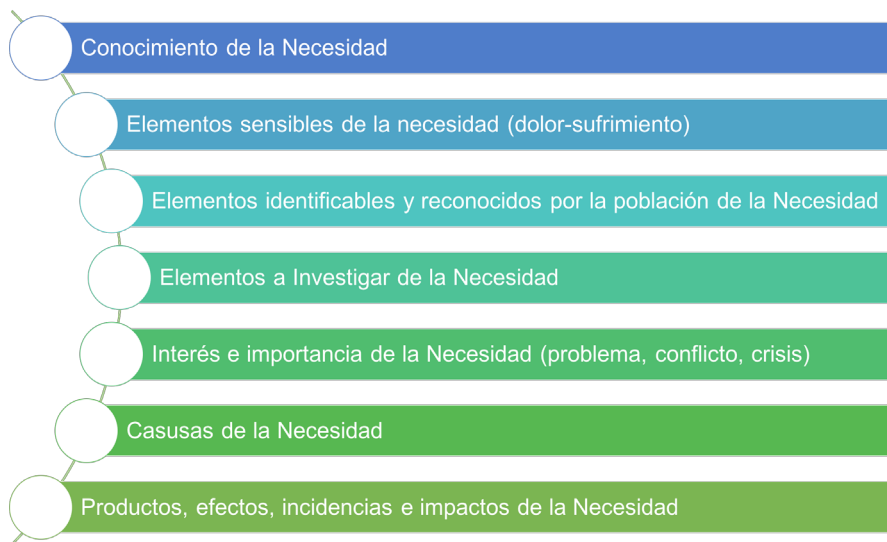 Conocimiento de la Necesidad
Elementos sensibles de la necesidad (dolor-sufrimiento)
Elementos identificables y reconocidos por la población de la Necesidad
Elementos a Investigar de la Necesidad
Interés e importancia de la Necesidad (problema, conflicto, crisis)
Casusas de la Necesidad
Productos, efectos, incidencias e impactos de la Necesidad